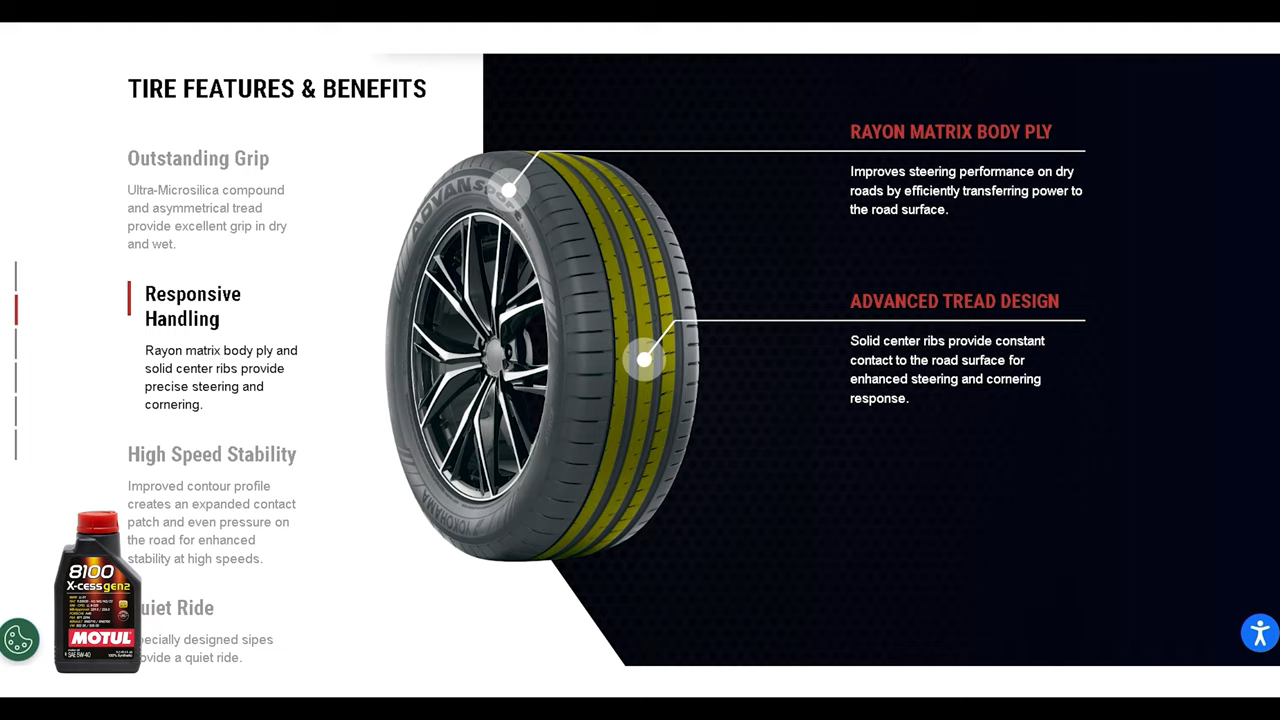 TIRE FEATURES & BENEFITS
Outstanding Grip
Ultra-Microsilica compound
and asymmetrical tread
provide excellent grip in dry
and wet.
Responsive
Handling
Rayon matrix body ply and
solid center ribs provide
precise steering and
cornering.
High Speed Stability
Improved contour profile
creates an expanded contact
patch and even pressure on
the road for enhanced
stability at high speeds.
uiet Ride
pecially designed sipes
ovide a quiet ride.
ADVAN Sport
YOKOHAMA
RAYON MATRIX BODY PLY
Improves steering performance on dry
roads by efficiently transferring power to
the road surface.
ADVANCED TREAD DESIGN
Solid center ribs provide constant
contact to the road surface for
enhanced steering and cornering
response.
8100
X-cess gen2
MOTUL
SAE 5W-40
100% Synthetic